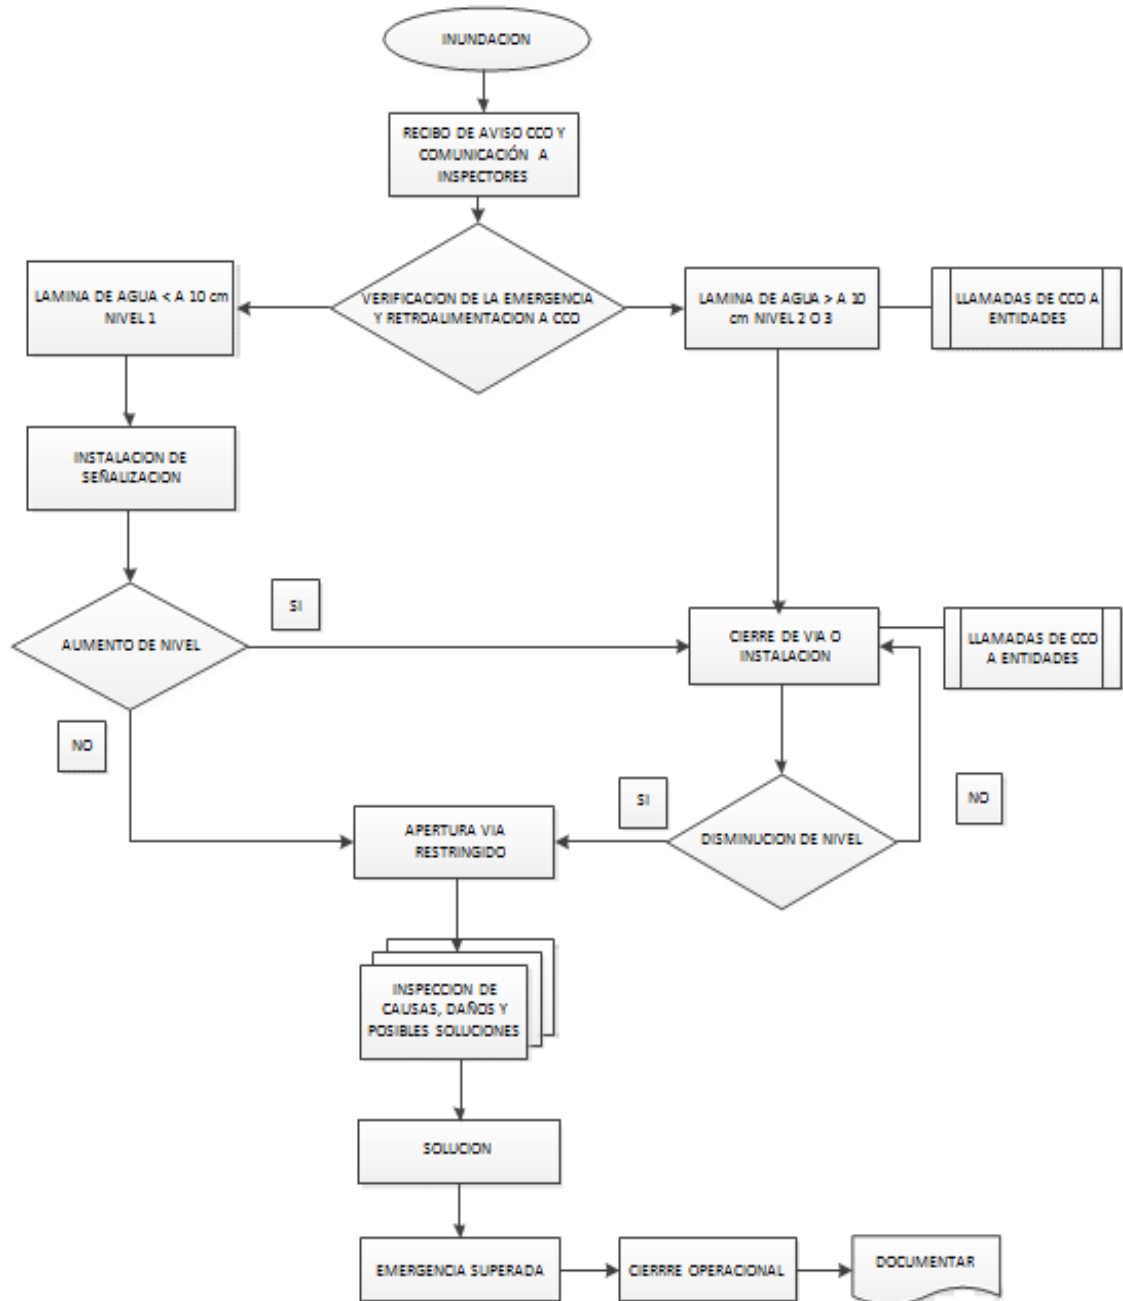 INUNDACION
RECIBO DE AVISO CCO Y
COMUNICACIÓN A
INSPECTORES
LAMINA DE AGUA < A 10 cm
NIVEL 1
VERIFICACION DE LA EMERGENCIA
Y RETROALIMENTACION A CCO
LAMINA DE AGUA > A 10
cm NIVEL 2 O 3
LLAMADAS DE CCO A
ENTIDADES
INSTALACION DE
SEÑALIZACION
SI
AUMENTO DE NIVEL
CIERRE DE VIA O
INSTALACION
LLAMADAS DE CCO
A ENTIDADES
NO
SI
NO
APERTURA VIA
RESTRINGIDO
DISMINUCION DE NIVEL
INSPECCION DE
CAUSAS, DAÑOS Y
POSIBLES SOLUCIONES
SOLUCION
EMERGENCIA SUPERADA
CIERRRE OPERACIONAL
DOCUMENTAR